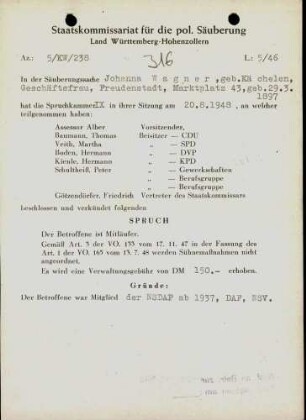 Staatskommissariat für die pol. Säuberung
Land Württemberg-Hohenzollern
Az.: 5/KW/238
316
L: 5/46
In der Säuberungssache Johanna Wagner, geb.KÄ chelen,
Geschäftsfrau, Freudenstadt, Marktplatz 43, geb.29.3.
1897
hat die Spruchkammer IX in ihrer Sitzung am 20.8.1948, an welcher
teilgenommen haben:
Assessor Alber Vorsitzender,
Baumann, Thomas Beisitzer — CDU
Veith, Martha „ — SPD
Baden, Hermann „ — DVP
Kienle, Hermann „ — KPD
Schultheiß, Peter „ — Gewerkschaften
„ — Berufsgruppe
„ — Berufsgruppe
Götzendörfer, Friedrich Vertreter des Staatskommissars
beschlossen und verkündet folgenden
SPRUCH
Der Betroffene ist Mitläufer.
Gemäß Art. 3 der VO. 133 vom 17. 11. 47 in der Fassung des
Art. 1 der VO. 165 vom 13. 7. 48 werden Sühnemaßnahmen nicht
angeordnet.
Es wird eine Verwaltungsgebühr von DM 150.— erhoben.
Gründe:
Der Betroffene war Mitglied der NSDAP ab 1937, DAF, NSV.